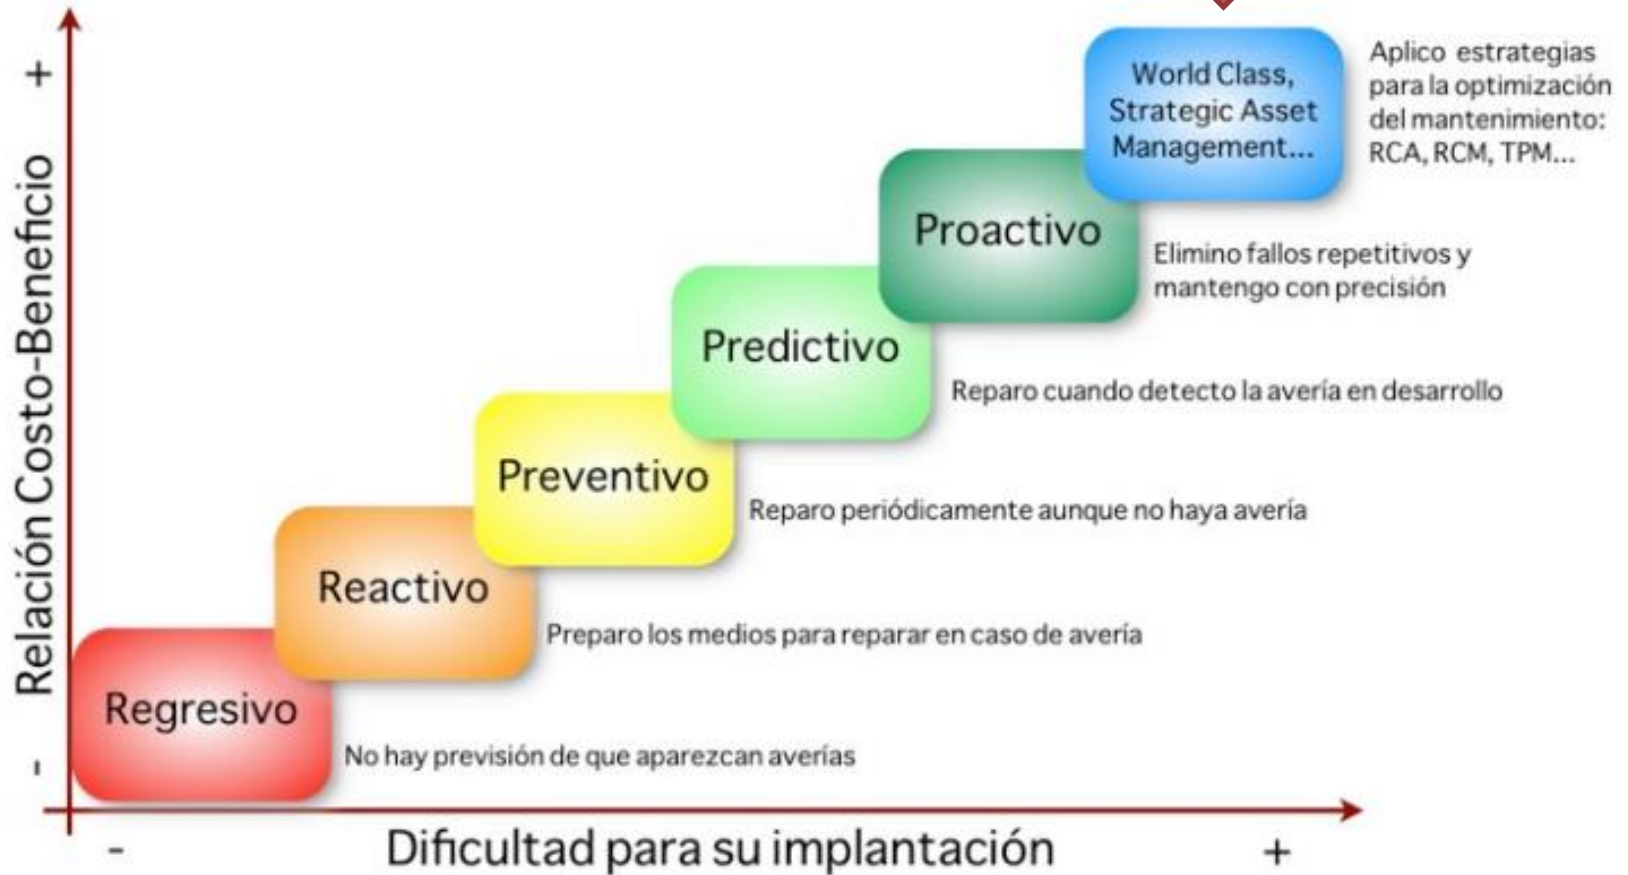 +
Relación Costo-Beneficio
-
World Class,
Strategic Asset
Management...
Aplico estrategias
para la optimización
del mantenimiento:
RCA, RCM, TPM...
Proactivo
Elimino fallos repetitivos y
mantengo con precisión
Predictivo
Reparo cuando detecto la avería en desarrollo
Preventivo
Reparo periódicamente aunque no haya avería
Reactivo
Preparo los medios para reparar en caso de avería
Regresivo
No hay previsión de que aparezcan averías
-
Dificultad para su implantación
+